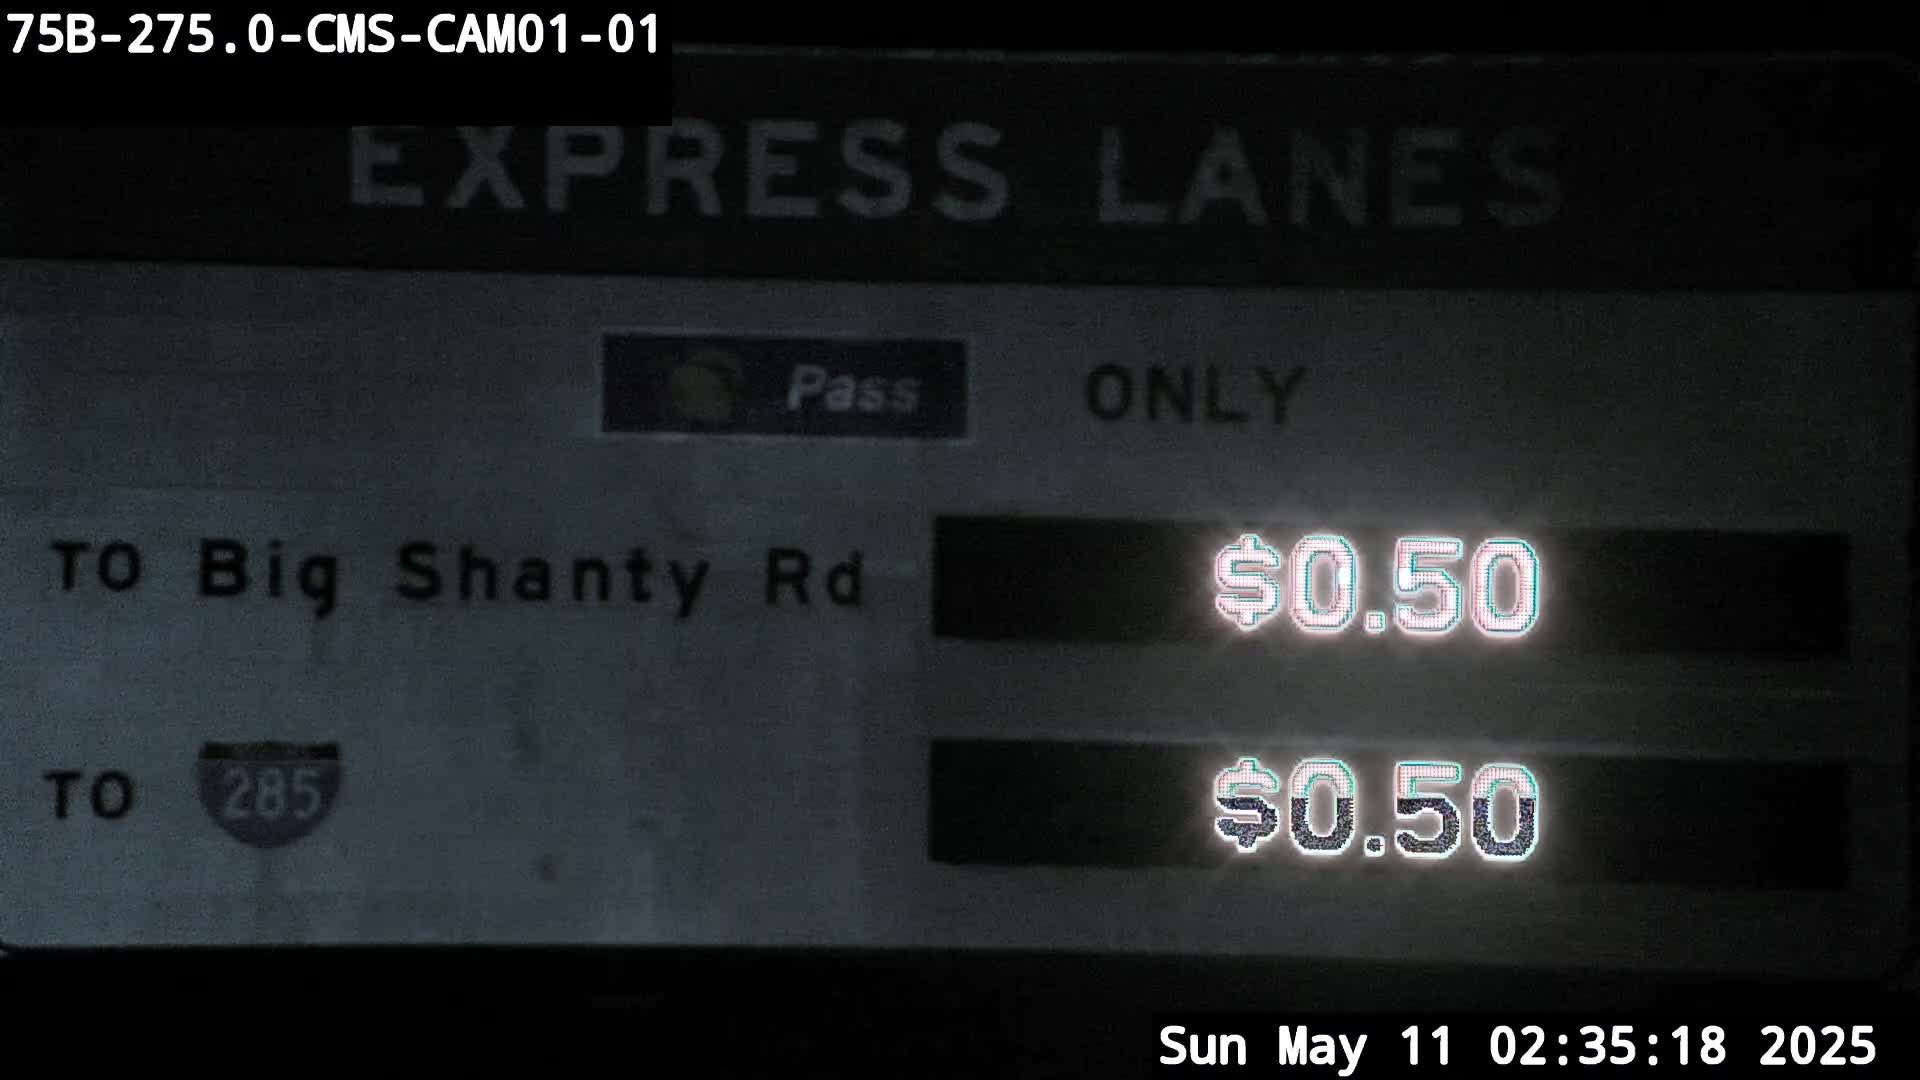 75B-275.0-CMS-CAM01-01
EXPRESS LANES
Pass ONLY
TO Big Shanty Rd $0.50
TO 285 $0.50
Sun May 11 02:35:18 2025